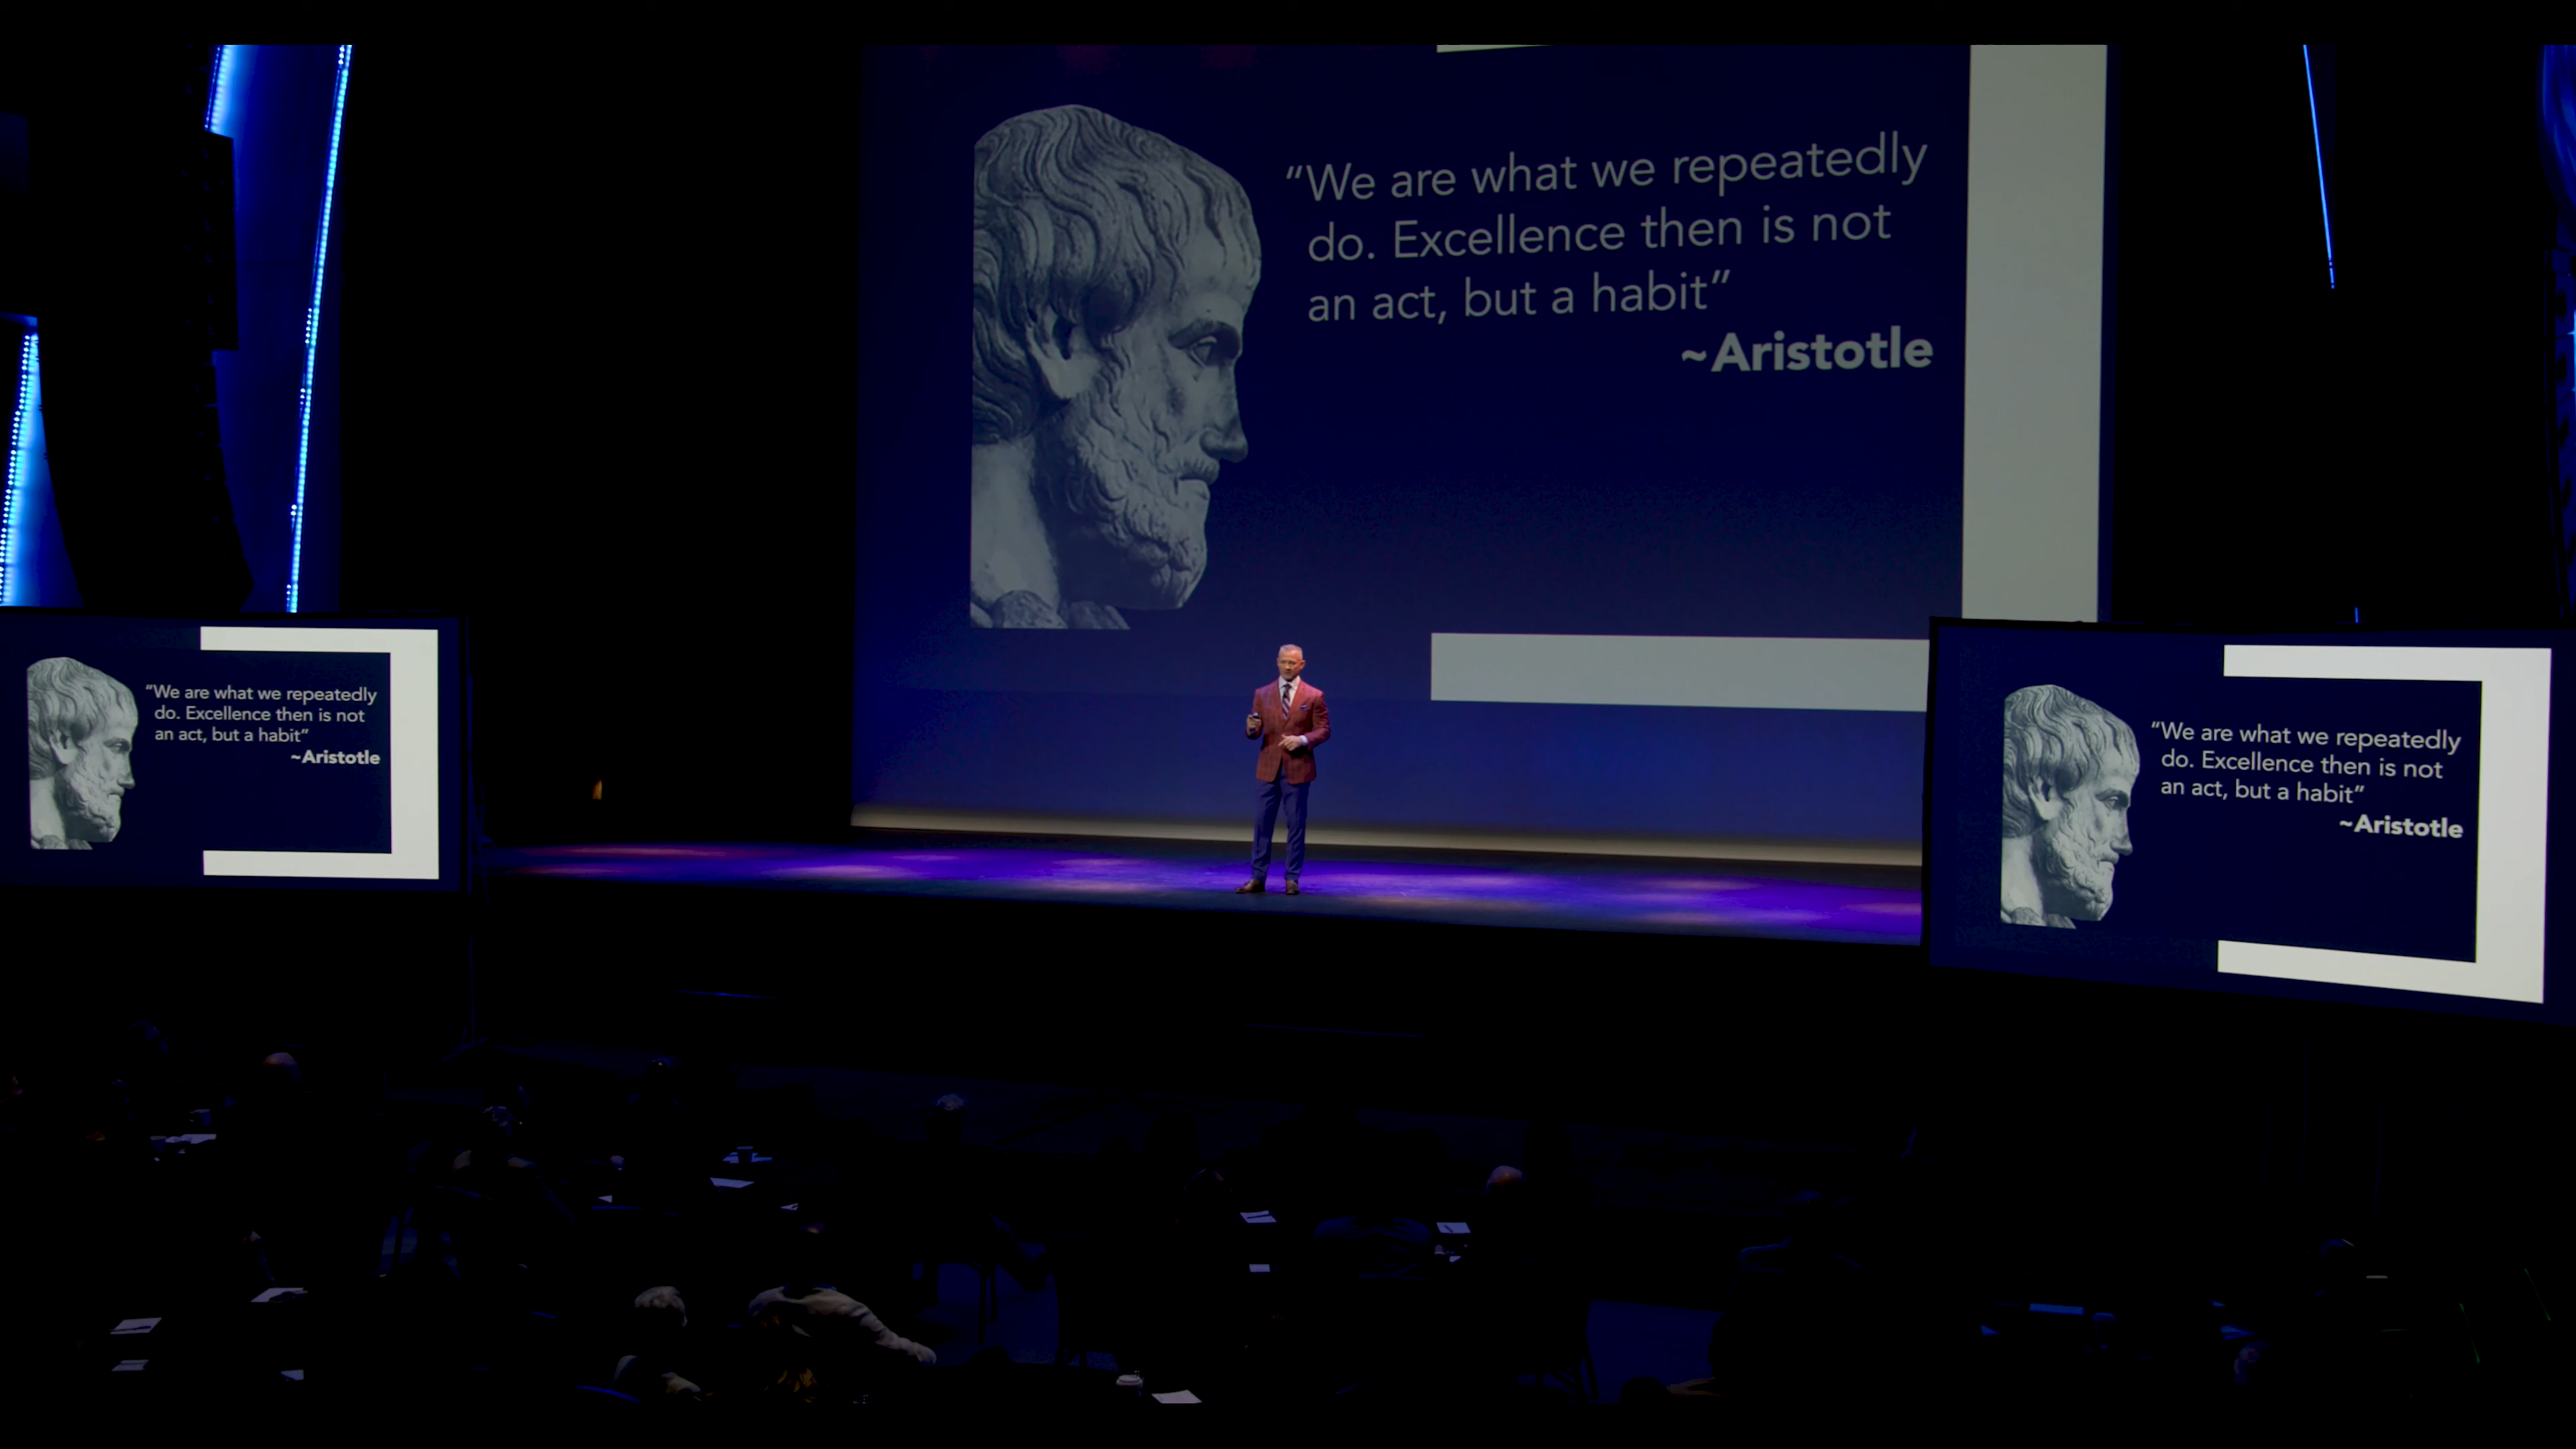 “We are what we repeatedly
do. Excellence then is not
an act, but a habit”
~Aristotle
“We are what we repeatedly
do. Excellence then is not
an act, but a habit”
~Aristotle
“We are what we repeatedly
do. Excellence then is not
an act, but a habit”
~Aristotle